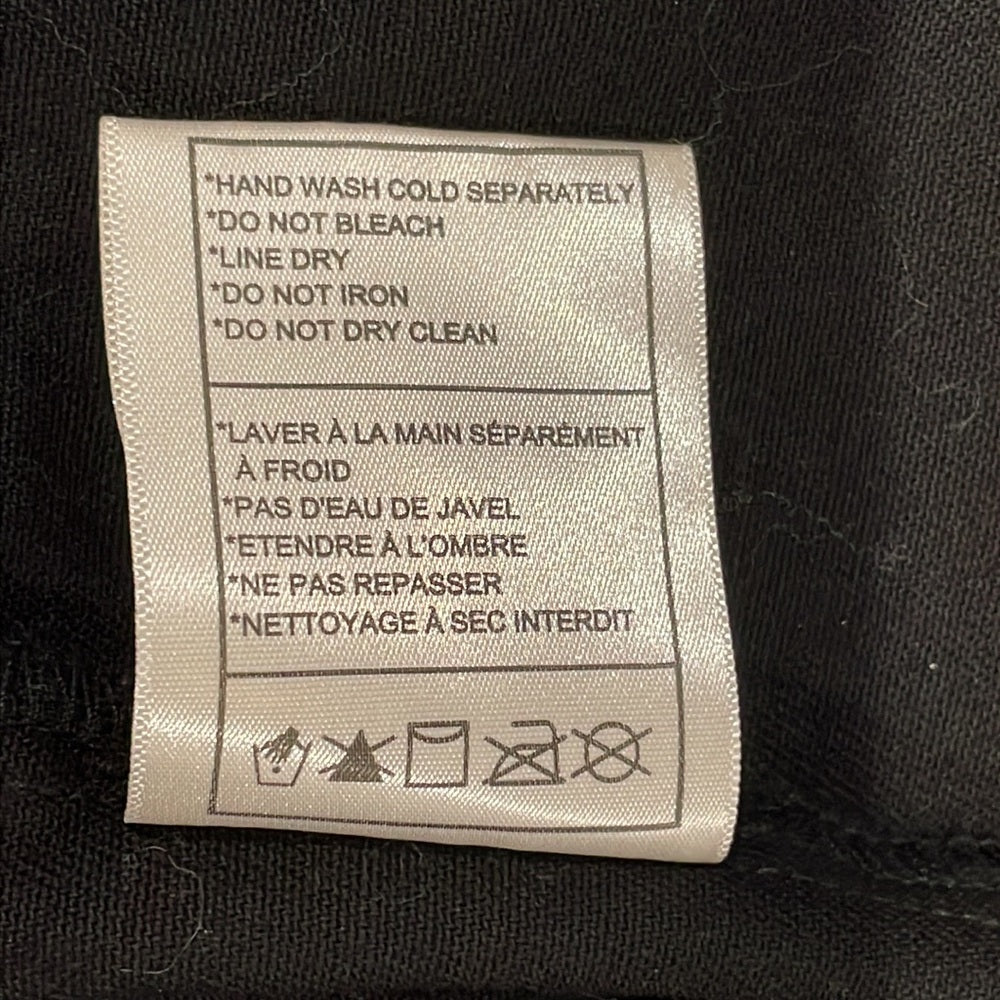 *HAND WASH COLD SEPARATELY
*DO NOT BLEACH
*LINE DRY
*DO NOT IRON
*DO NOT DRY CLEAN
*LAVER À LA MAIN SÉPARÉMENT
À FROID
*PAS D'EAU DE JAVEL
*ETENDRE À L'OMBRE
*NE PAS REPASSER
*NETTOYAGE À SEC INTERDIT